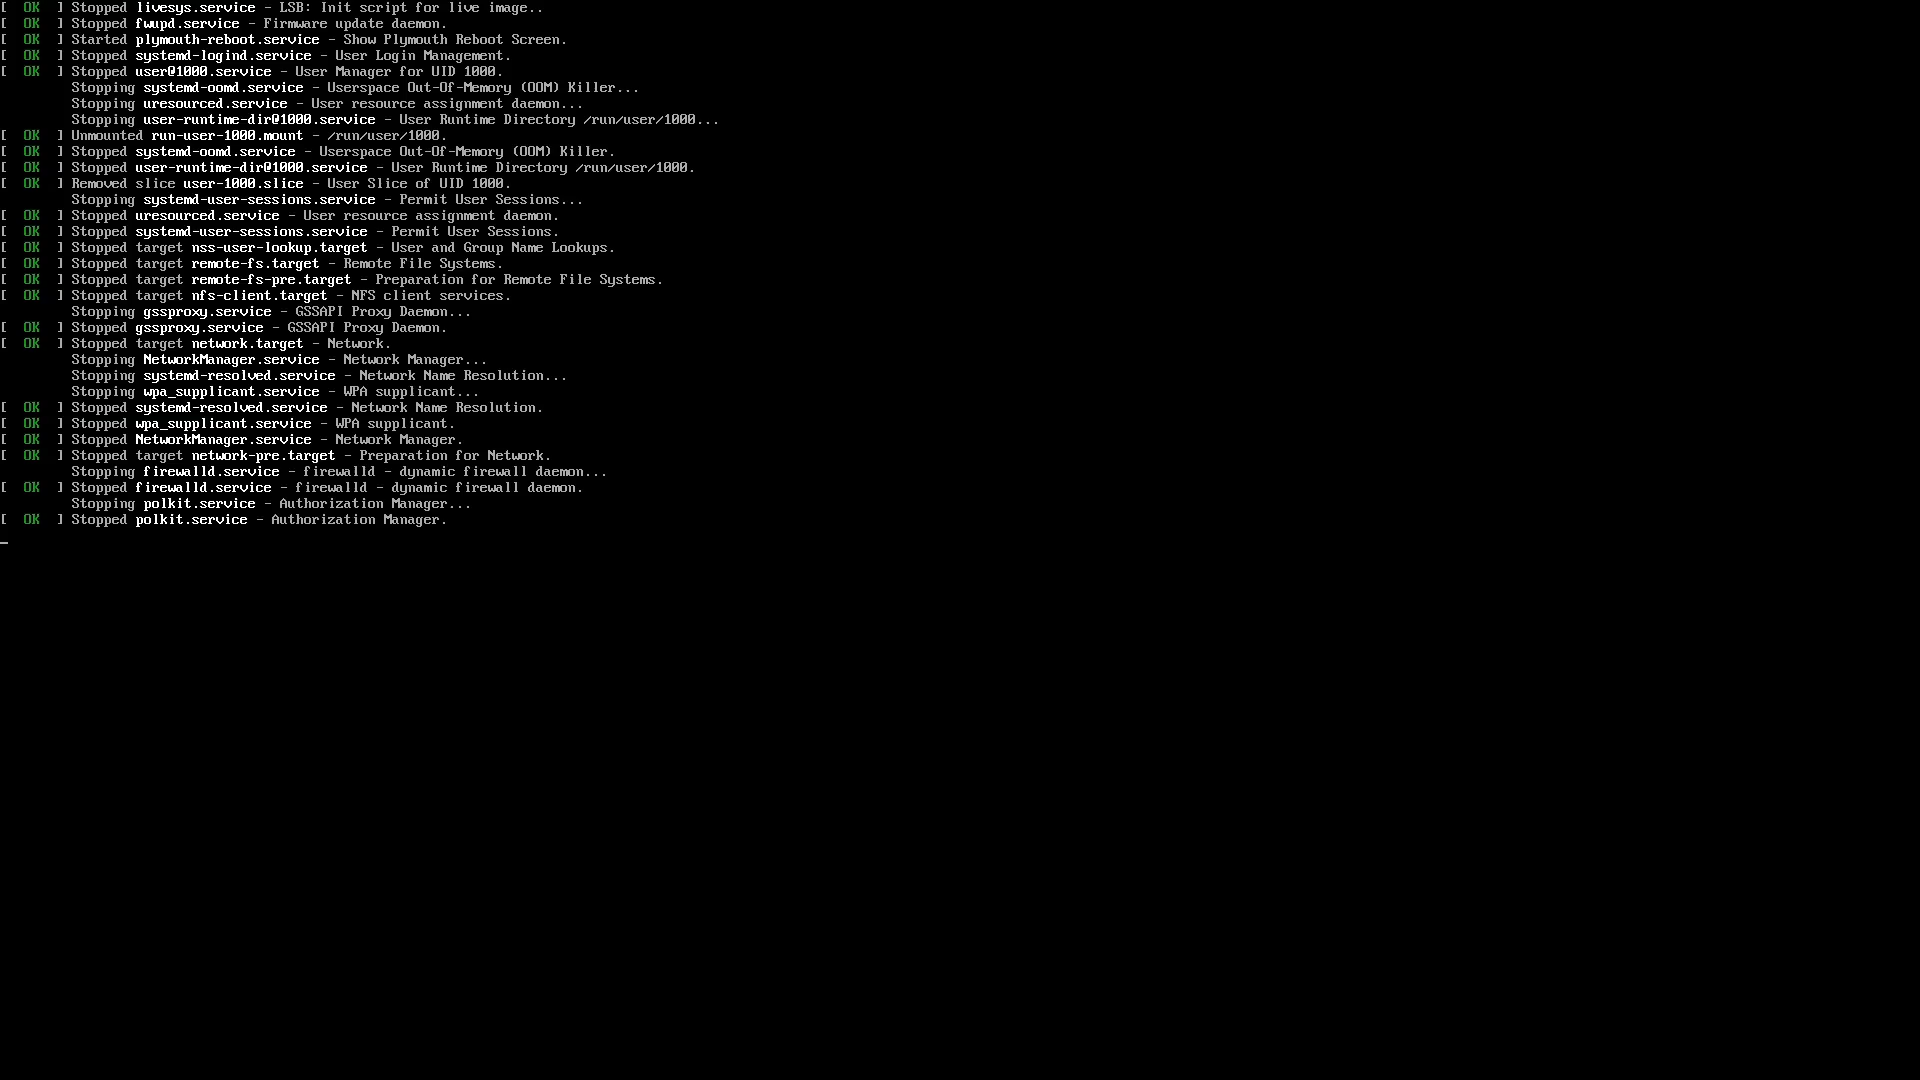 [  OK  ] Stopped livesys.service - LSB: Init script for live image..
[  OK  ] Stopped fwupd.service - Firmware update daemon.
[  OK  ] Started plymouth-reboot.service - Show Plymouth Reboot Screen.
[  OK  ] Stopped systemd-logind.service - User Login Management.
[  OK  ] Stopped user@1000.service - User Manager for UID 1000.
         Stopping systemd-oomd.service - Userspace Out-Of-Memory (OOM) Killer...
         Stopping uresourced.service - User resource assignment daemon...
         Stopping user-runtime-dir@1000.service - User Runtime Directory /run/user/1000...
[  OK  ] Unmounted run-user-1000.mount - /run/user/1000.
[  OK  ] Stopped systemd-oomd.service - Userspace Out-Of-Memory (OOM) Killer.
[  OK  ] Stopped user-runtime-dir@1000.service - User Runtime Directory /run/user/1000.
[  OK  ] Removed slice user-1000.slice - User Slice of UID 1000.
         Stopping systemd-user-sessions.service - Permit User Sessions...
[  OK  ] Stopped uresourced.service - User resource assignment daemon.
[  OK  ] Stopped systemd-user-sessions.service - Permit User Sessions.
[  OK  ] Stopped target nss-user-lookup.target - User and Group Name Lookups.
[  OK  ] Stopped target remote-fs.target - Remote File Systems.
[  OK  ] Stopped target remote-fs-pre.target - Preparation for Remote File Systems.
[  OK  ] Stopped target nfs-client.target - NFS client services.
         Stopping gssproxy.service - GSSAPI Proxy Daemon...
[  OK  ] Stopped gssproxy.service - GSSAPI Proxy Daemon.
[  OK  ] Stopped target network.target - Network.
         Stopping NetworkManager.service - Network Manager...
         Stopping systemd-resolved.service - Network Name Resolution...
         Stopping wpa_supplicant.service - WPA supplicant...
[  OK  ] Stopped systemd-resolved.service - Network Name Resolution.
[  OK  ] Stopped wpa_supplicant.service - WPA supplicant.
[  OK  ] Stopped NetworkManager.service - Network Manager.
[  OK  ] Stopped target network-pre.target - Preparation for Network.
         Stopping firewalld.service - firewalld - dynamic firewall daemon...
[  OK  ] Stopped firewalld.service - firewalld - dynamic firewall daemon.
         Stopping polkit.service - Authorization Manager...
[  OK  ] Stopped polkit.service - Authorization Manager.